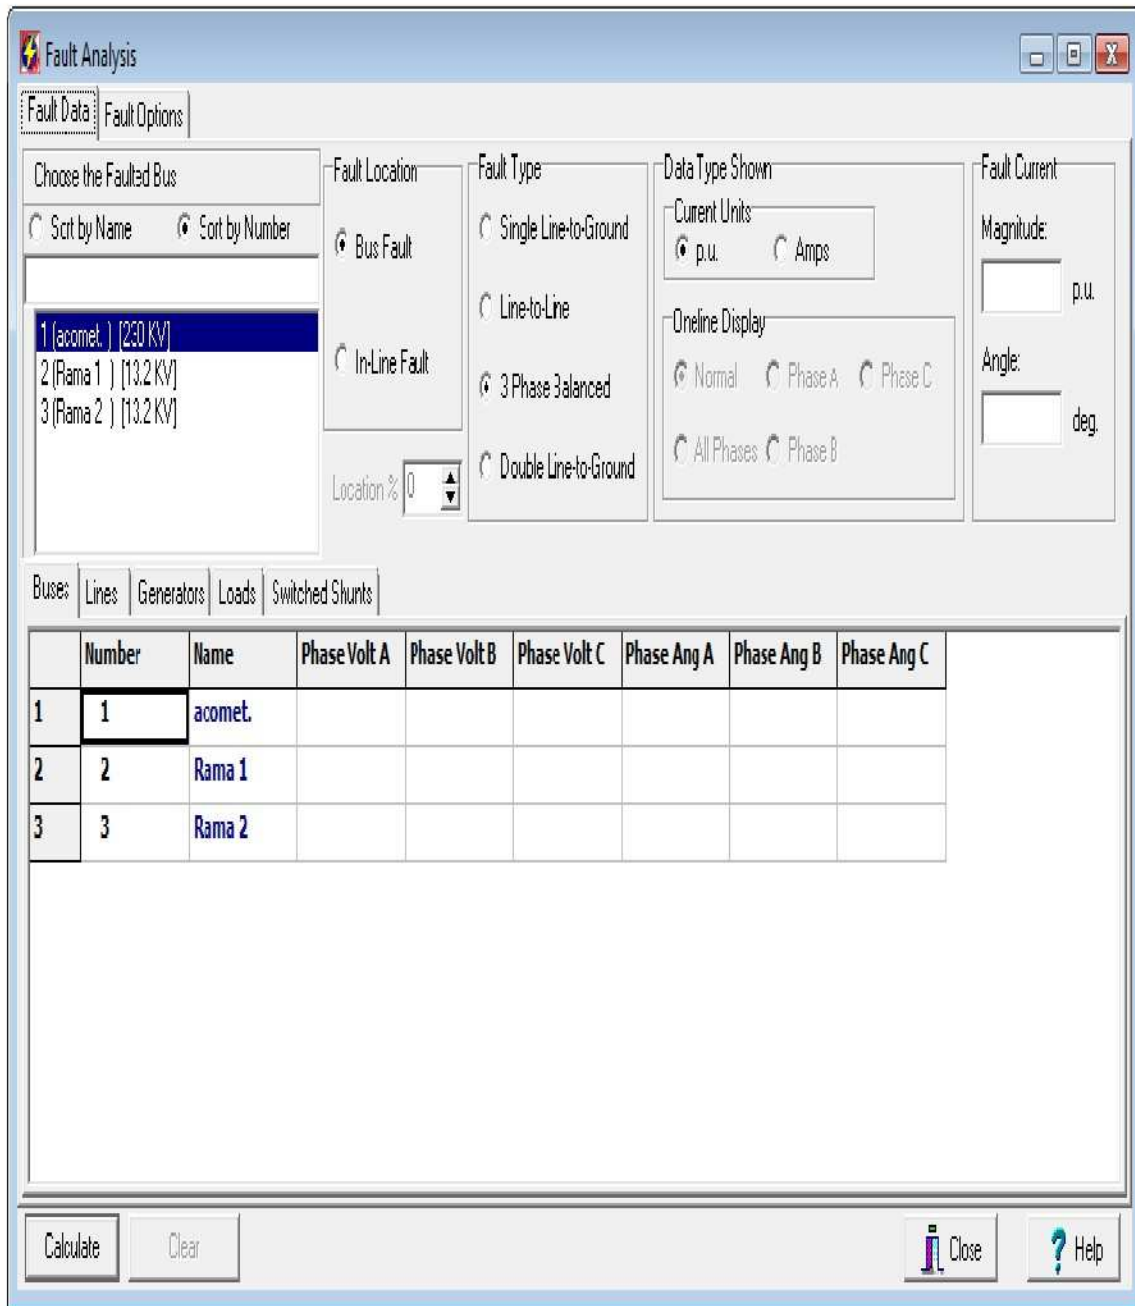 Fault Analysis
Fault Data Fault Options
Choose the Faulted Bus
Sort by Name Sort by Number
1 (acomet. ) [230 KV]
2 (Rama 1 ) [13.2 KV]
3 (Rama 2 ) [13.2 KV]
Fault Location
Bus Fault
In-Line Fault
Location % 0
Fault Type
Single Line-to-Ground
Line-to-Line
3 Phase Balanced
Double Line-to-Ground
Data Type Shown
Current Units
p.u. Amps
Oneline Display
Normal Phase A Phase C
All Phases Phase B
Fault Current
Magnitude:
p.u.
Angle:
deg.
Buses Lines Generators Loads Switched Shunts
Number Name Phase Volt A Phase Volt B Phase Volt C Phase Ang A Phase Ang B Phase Ang C
1 1 acomet.
2 2 Rama 1
3 3 Rama 2
Calculate Clear Close ? Help